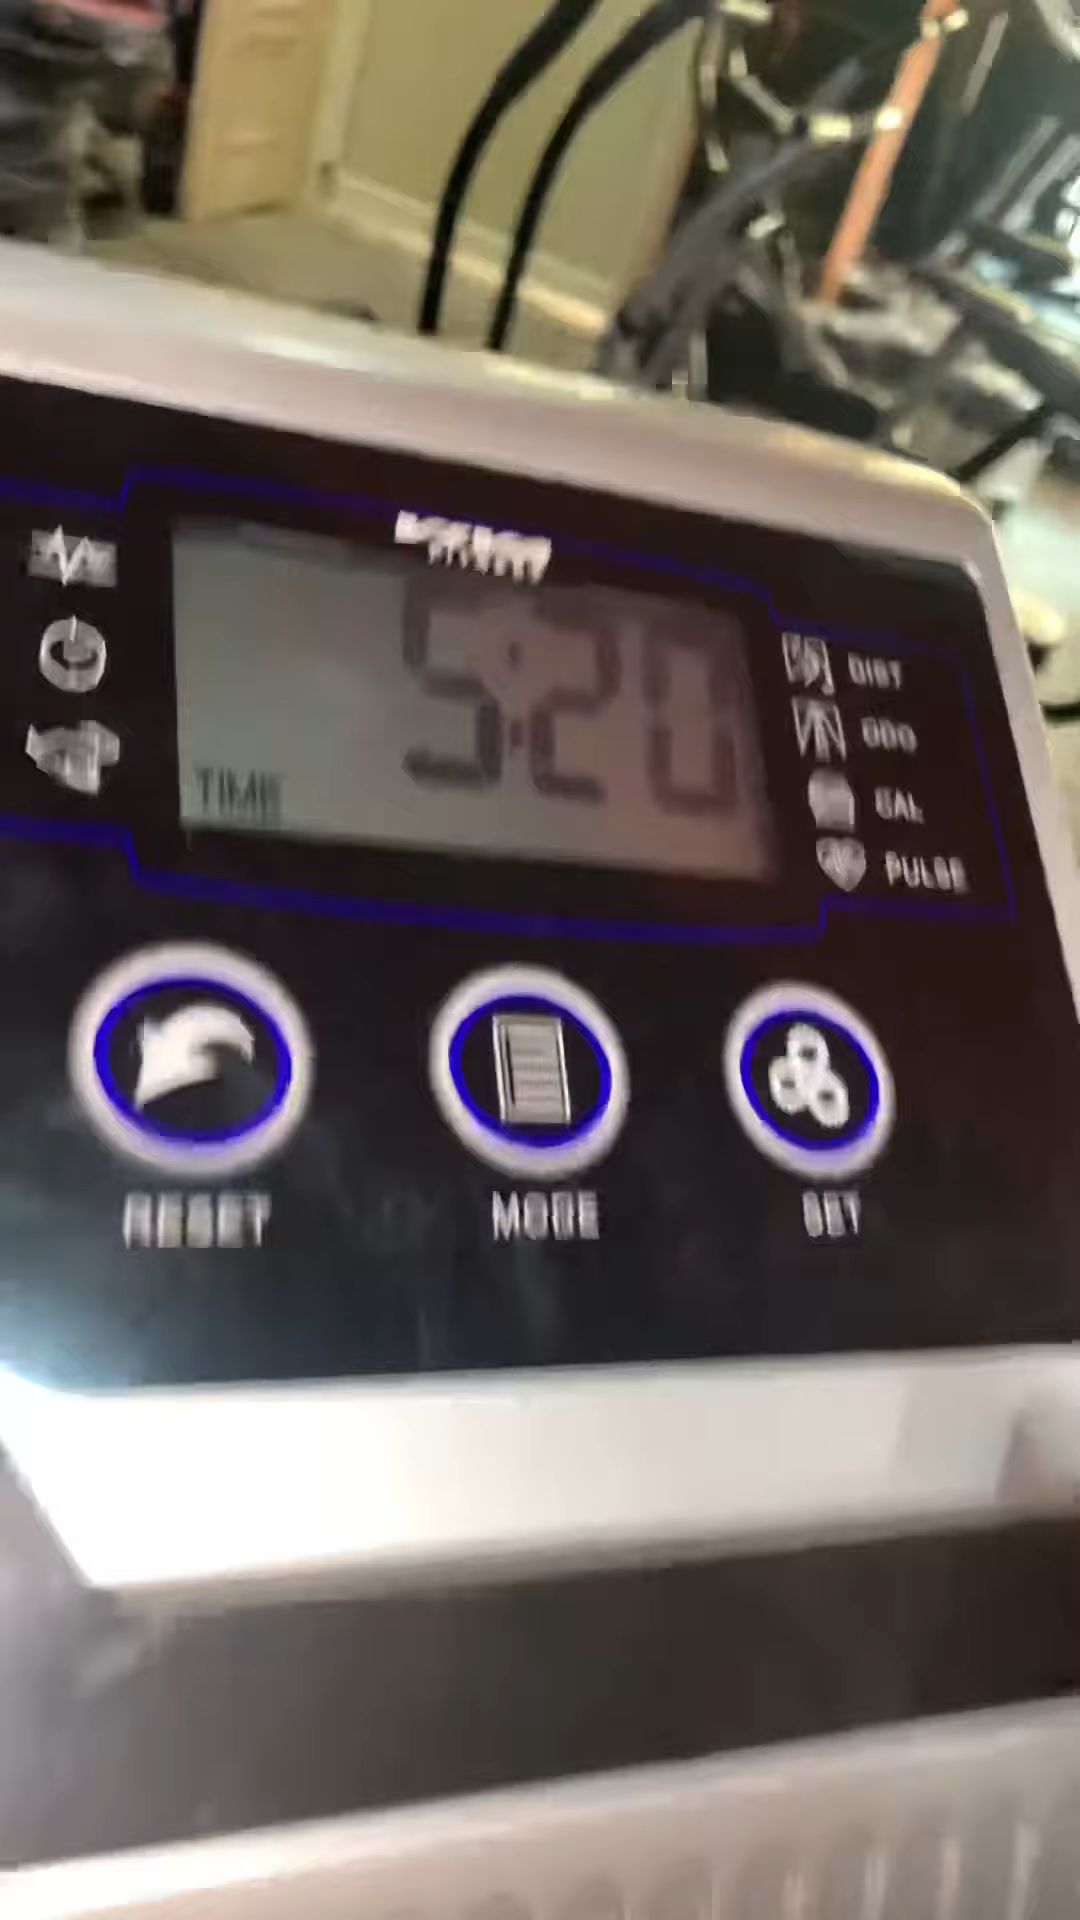 5:20
TIME
DIST
ODO
CAL
PULSE
RESET
MODE
SET